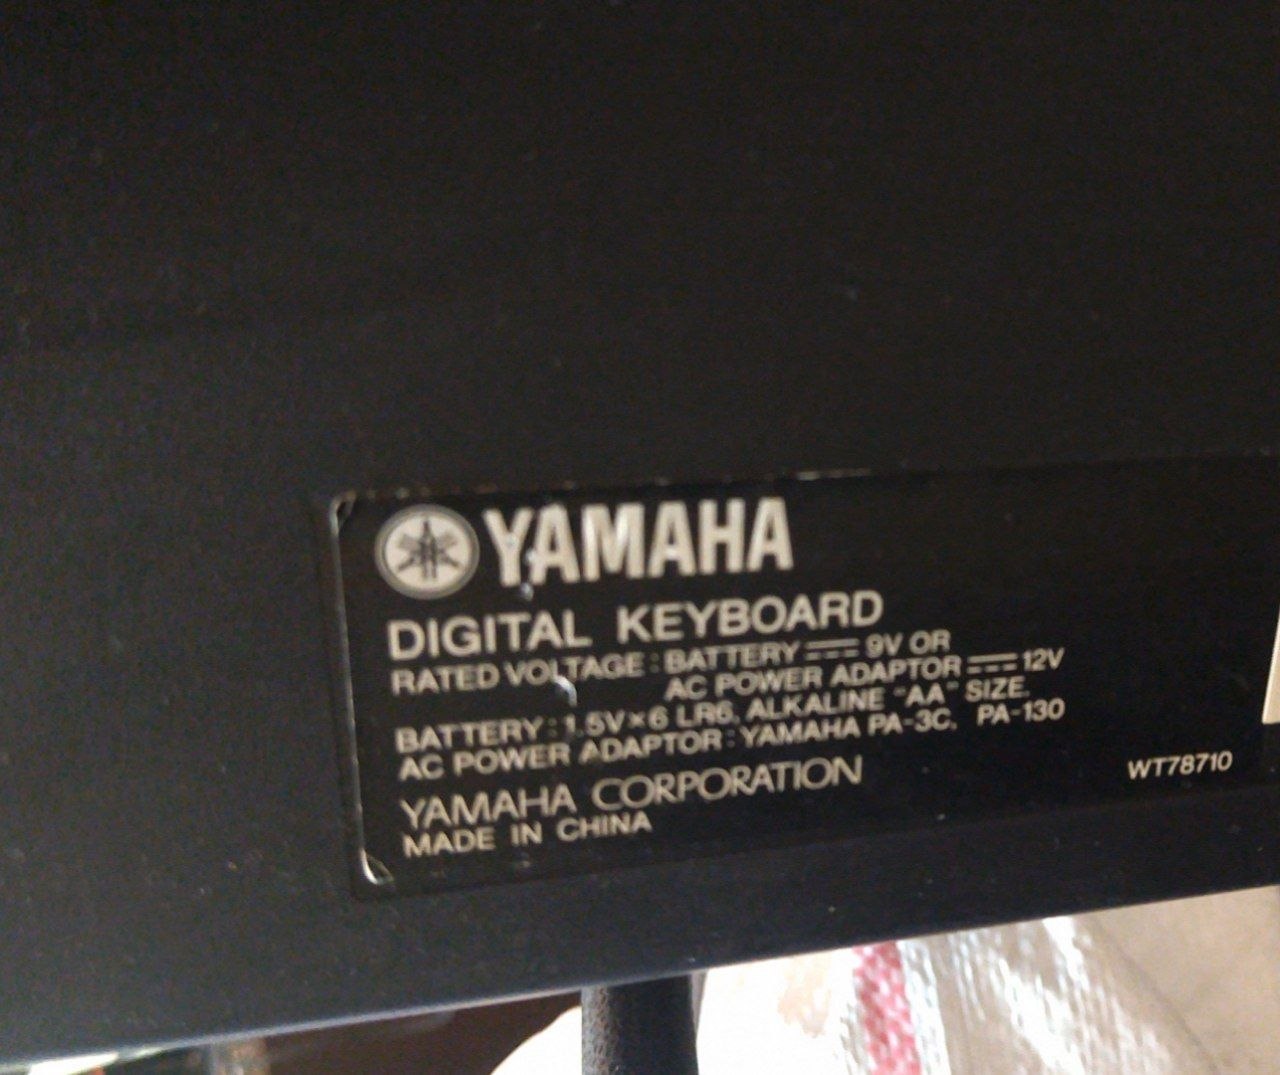 YAMAHA
DIGITAL KEYBOARD
RATED VOLTAGE : BATTERY ⎓ 9V OR
AC POWER ADAPTOR ⎓ 12V
BATTERY : 1.5V×6 LR6, ALKALINE "AA" SIZE.
AC POWER ADAPTOR : YAMAHA PA-3C, PA-130
YAMAHA CORPORATION
MADE IN CHINA
WT78710